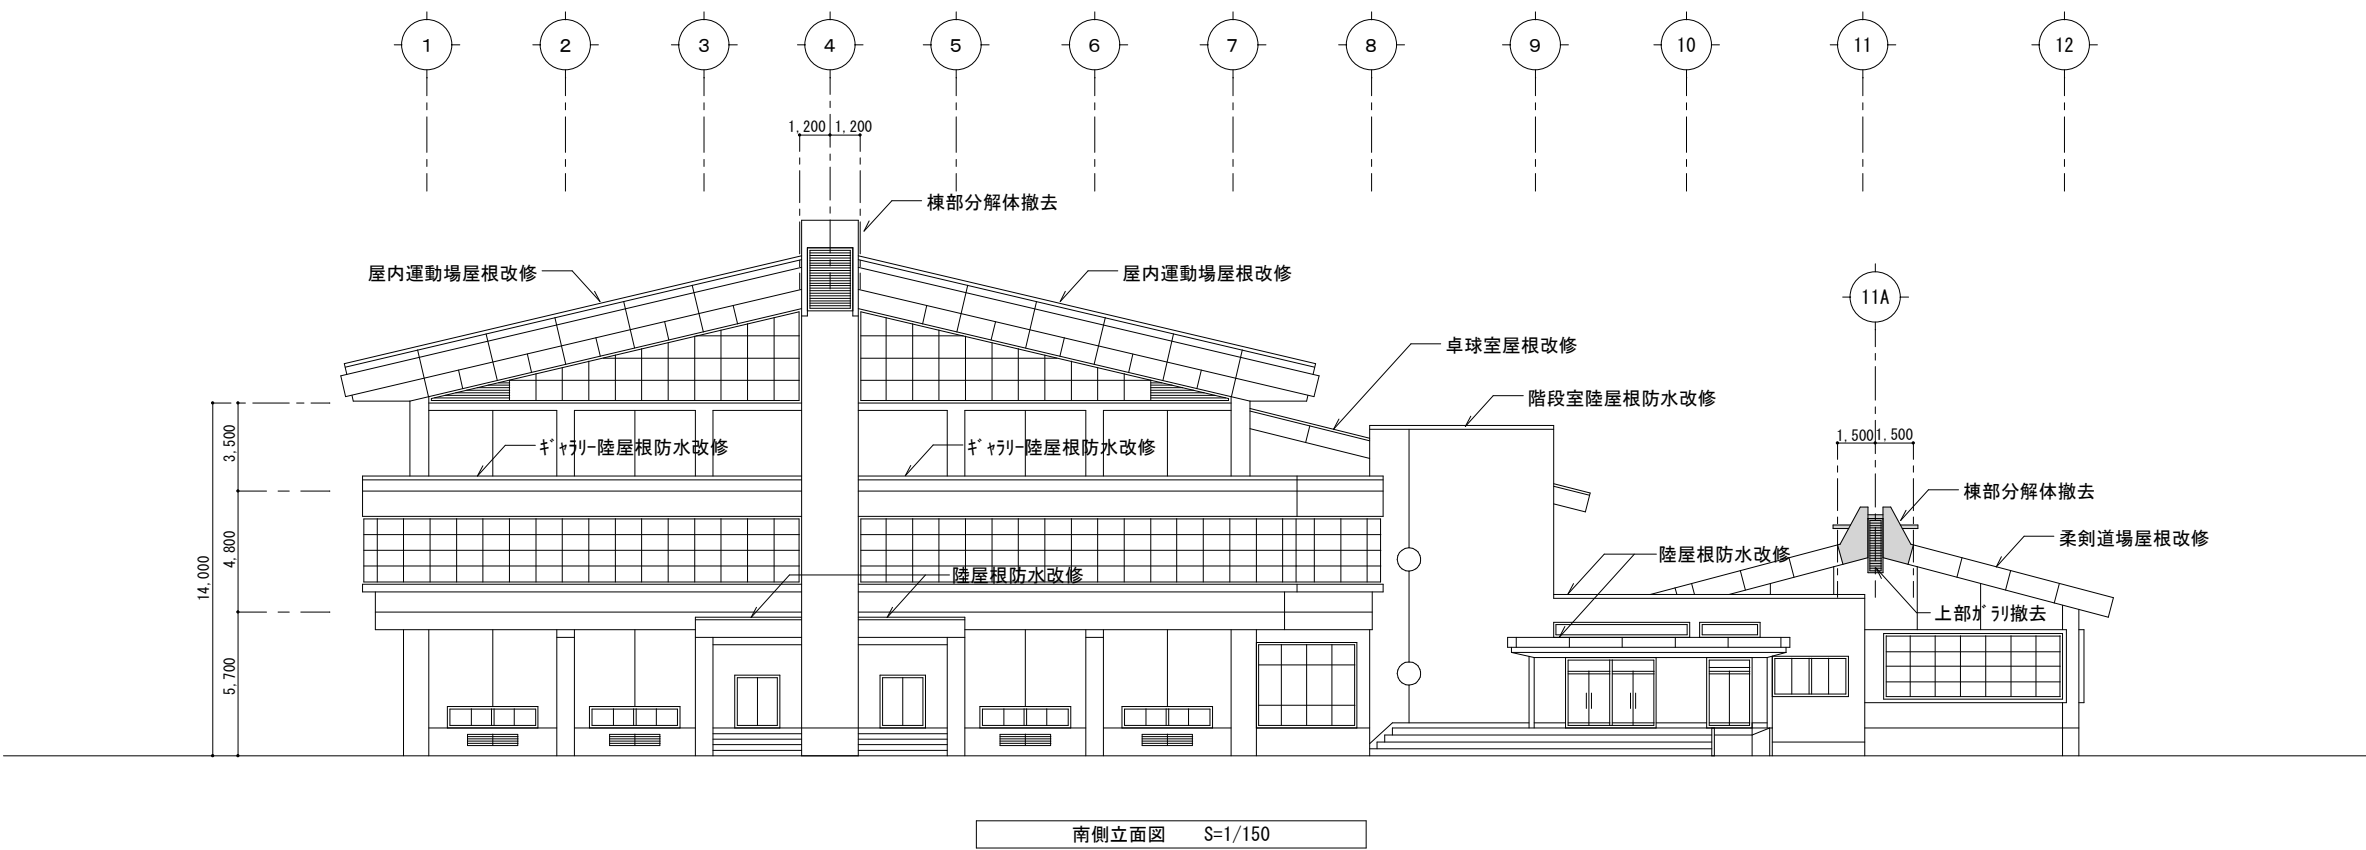 1 2 3 4 5 6 7 8 9 10 11 12
1,200 1,200
棟部分解体撤去
屋内運動場屋根改修
屋内運動場屋根改修
11A
卓球室屋根改修
階段室陸屋根防水改修
3,500
ｷﾞｬﾗﾘｰ陸屋根防水改修
ｷﾞｬﾗﾘｰ陸屋根防水改修
1,500 1,500
棟部分解体撤去
柔剣道場屋根改修
4,800
14,000
陸屋根防水改修
陸屋根防水改修
上部ｶﾞﾗﾘ撤去
5,700
南側立面図 S=1/150